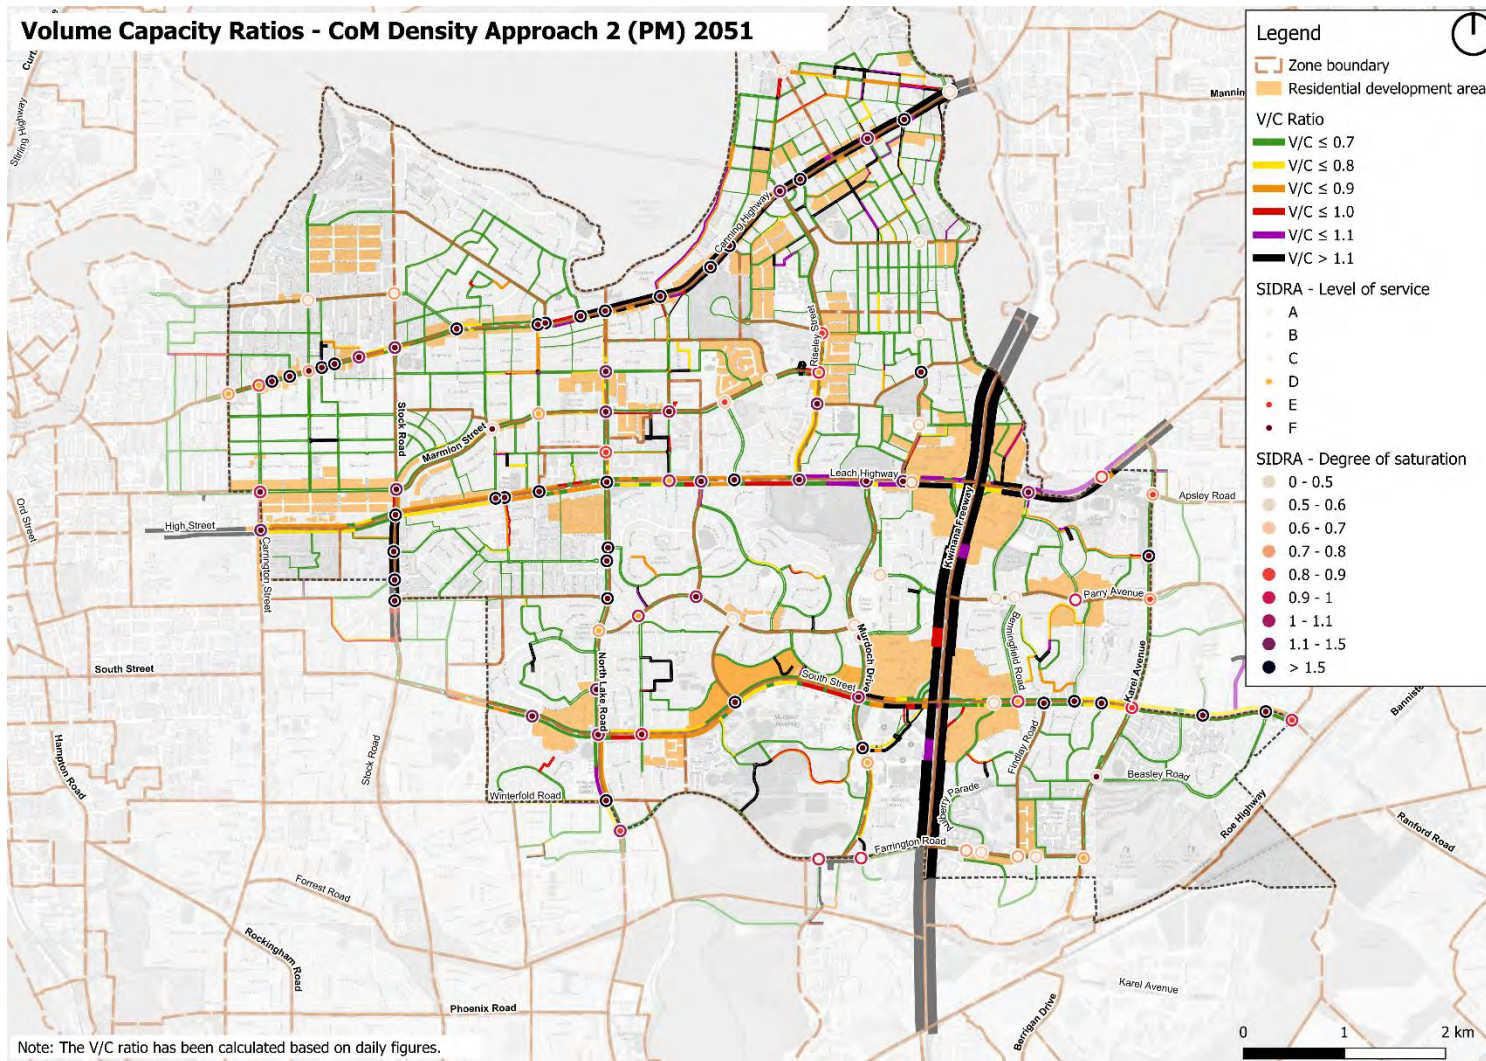 Volume Capacity Ratios - CoM Density Approach 2 (PM) 2051
Legend
Zone boundary
Residential development area
V/C Ratio
V/C ≤ 0.7
V/C ≤ 0.8
V/C ≤ 0.9
V/C ≤ 1.0
V/C ≤ 1.1
V/C > 1.1
SIDRA - Level of service
A
B
C
D
E
F
SIDRA - Degree of saturation
0 - 0.5
0.5 - 0.6
0.6 - 0.7
0.7 - 0.8
0.8 - 0.9
0.9 - 1
1 - 1.1
1.1 - 1.5
> 1.5
Stirling Highway
Mannin
Canning Highway
Riseley Street
Stock Road
Marmion Street
Leach Highway
Kwinana Freeway
Apsley Road
Ord Street
High Street
Carrington Street
Parry Avenue
Benningfield Road
Murdoch Drive
South Street
North Lake Road
Karel Avenue
South Street
Bannist
Hampton Road
Stock Road
Findlay Road
Beasley Road
Winterfold Road
Farrington Road
Roe Highway
Ranford Road
Forrest Road
Rockingham Road
Phoenix Road
Berrigan Drive
Karel Avenue
0 1 2 km
Note: The V/C ratio has been calculated based on daily figures.